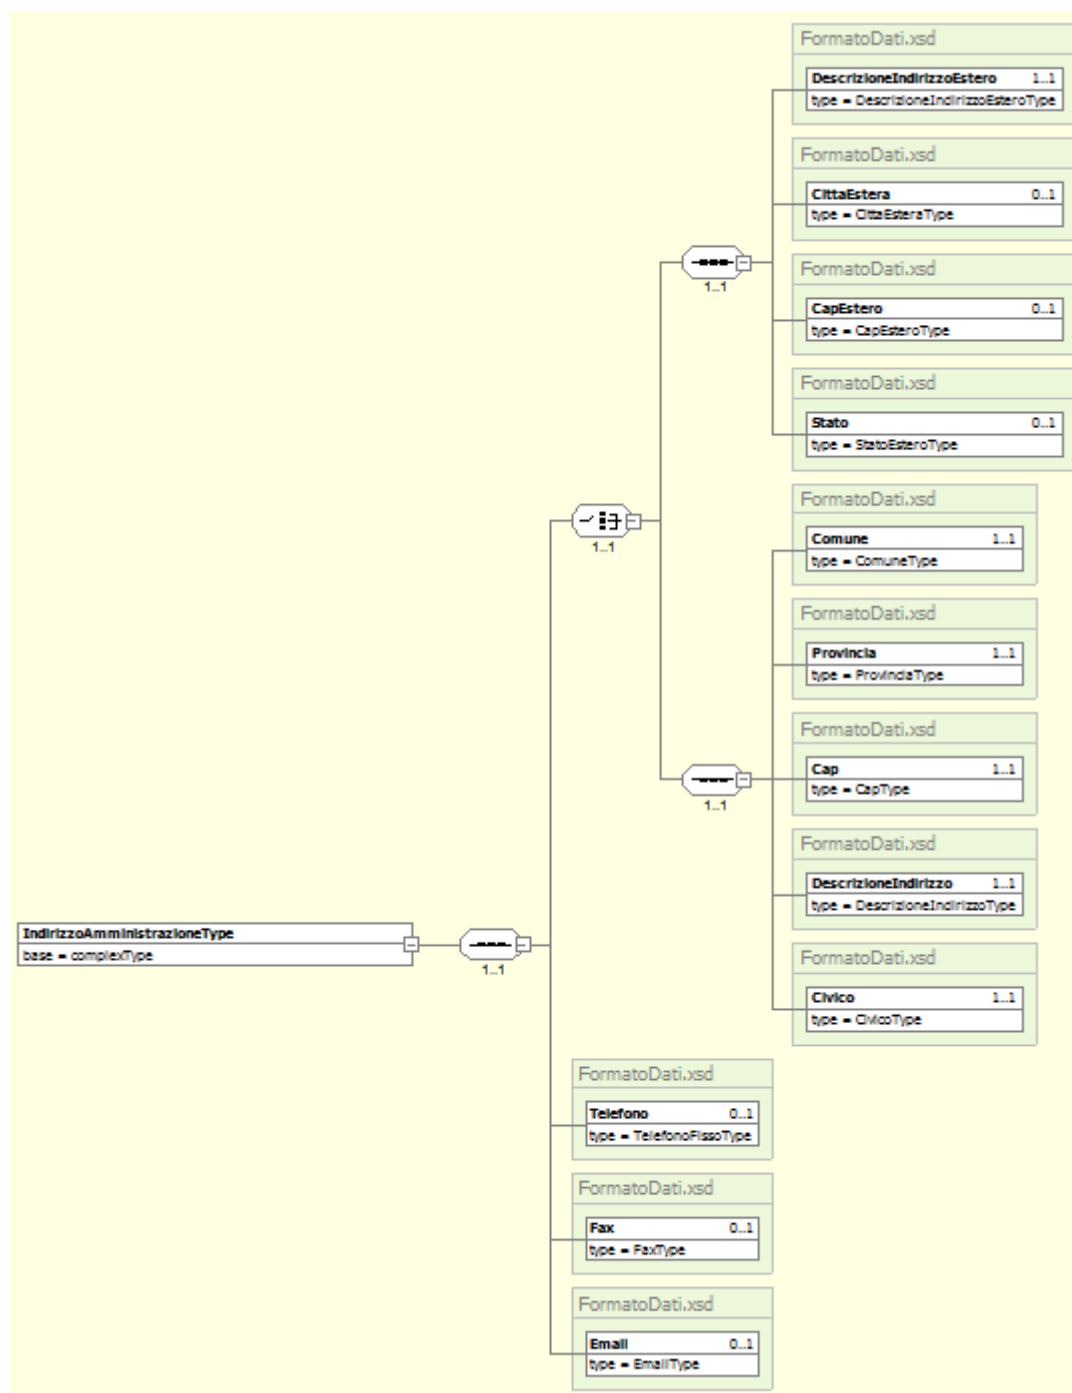 FormatoDati.xsd
DescrizioneIndirizzoEstero 1..1
type = DescrizioneIndirizzoEsteroType
FormatoDati.xsd
CittaEstera 0..1
type = CittaEsteraType
1..1
FormatoDati.xsd
CapEstero 0..1
type = CapEsteroType
FormatoDati.xsd
Stato 0..1
type = StatoEsteroType
1..1
FormatoDati.xsd
Comune 1..1
type = ComuneType
FormatoDati.xsd
Provincia 1..1
type = ProvinciaType
1..1
FormatoDati.xsd
Cap 1..1
type = CapType
FormatoDati.xsd
DescrizioneIndirizzo 1..1
type = DescrizioneIndirizzoType
IndirizzoAmministrazioneType
base = complexType
1..1
FormatoDati.xsd
Civico 1..1
type = CivicoType
FormatoDati.xsd
Telefono 0..1
type = TelefonoFissoType
FormatoDati.xsd
Fax 0..1
type = FaxType
FormatoDati.xsd
Email 0..1
type = EmailType